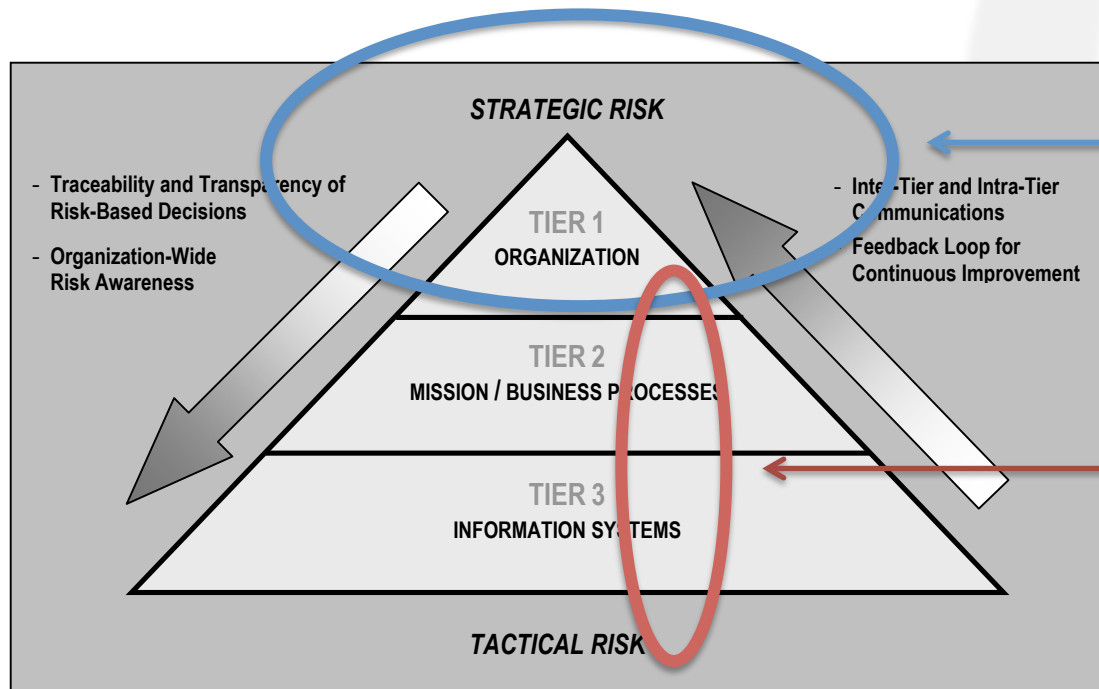 STRATEGIC RISK
- Traceability and Transparency of
Risk-Based Decisions
- Organization-Wide
Risk Awareness
- Inter-Tier and Intra-Tier
Communications
- Feedback Loop for
Continuous Improvement
TIER 1
ORGANIZATION
TIER 2
MISSION / BUSINESS PROCESSES
TIER 3
INFORMATION SYSTEMS
TACTICAL RISK